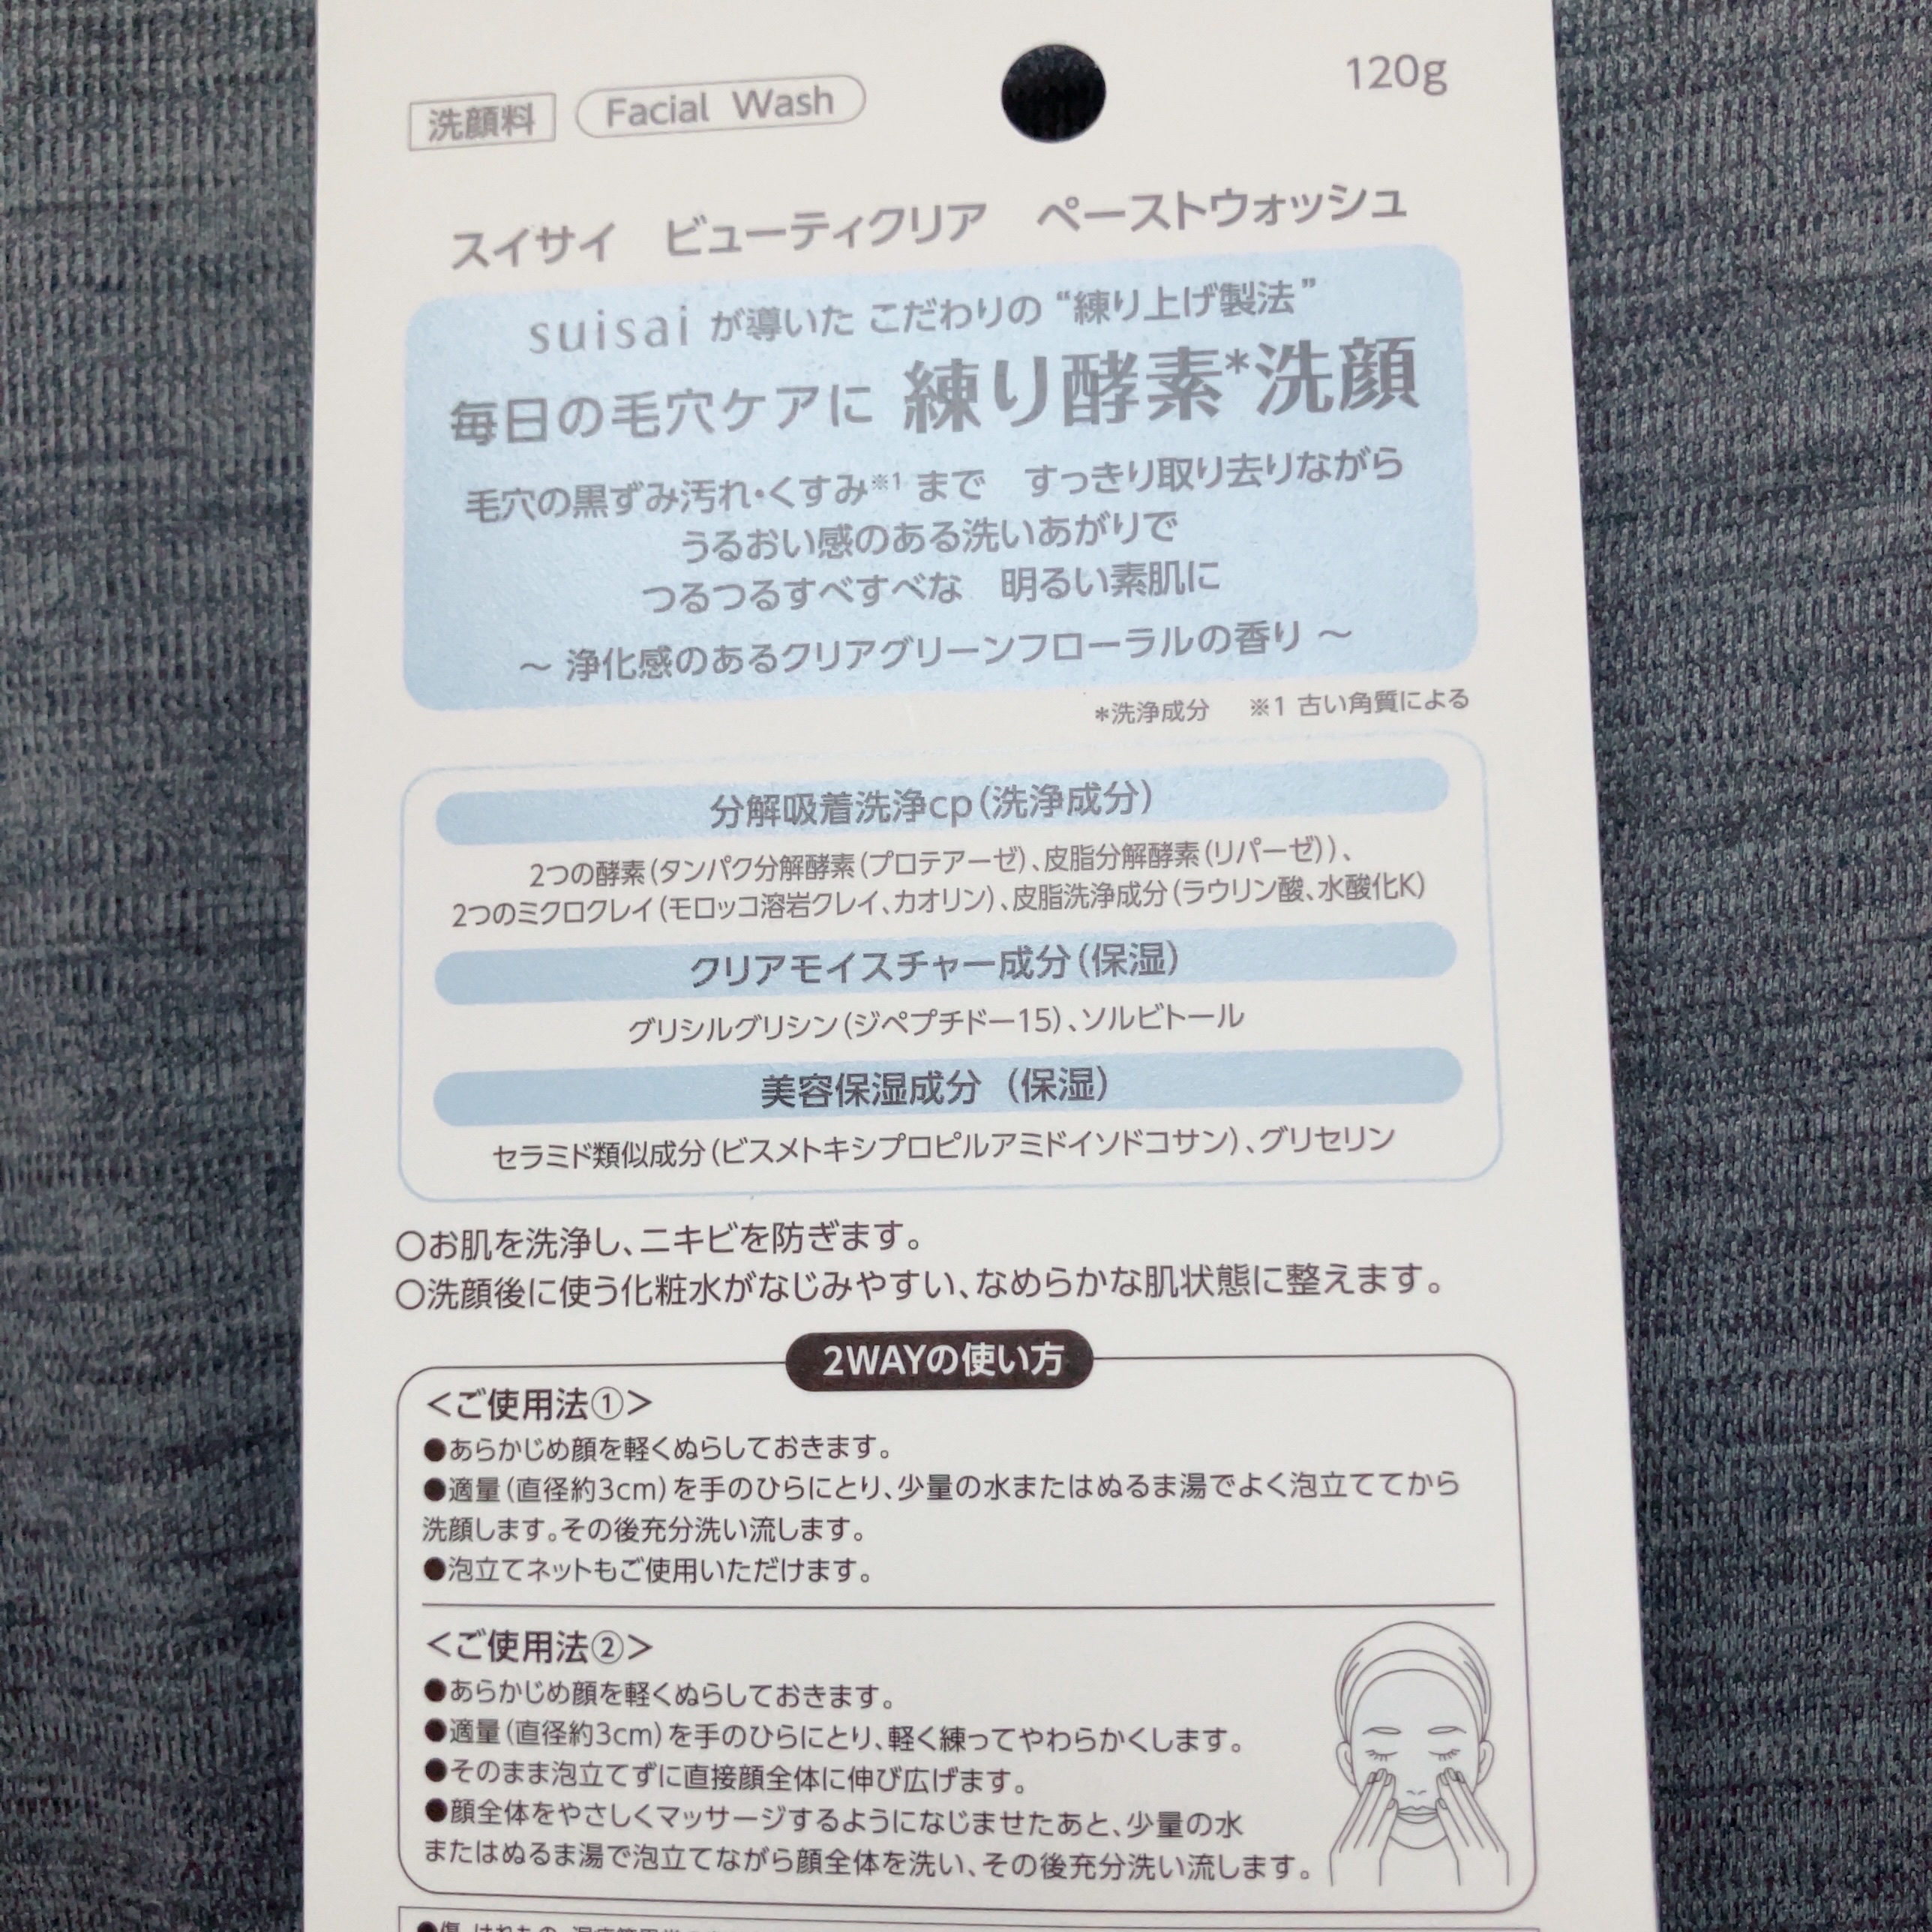 洗顔料 Facial Wash 120g
スイサイ ビューティクリア ペーストウォッシュ
suisai が導いた こだわりの “練り上げ製法”
毎日の毛穴ケアに 練り酵素*洗顔
毛穴の黒ずみ汚れ・くすみ※1 まで すっきり取り去りながら
うるおい感のある洗いあがりで
つるつるすべすべな 明るい素肌に
～ 浄化感のあるクリアグリーンフローラルの香り ～
*洗浄成分 ※1 古い角質による
分解吸着洗浄cp(洗浄成分)
2つの酵素(タンパク分解酵素(プロテアーゼ)、皮脂分解酵素(リパーゼ))、
2つのミクロクレイ(モロッコ溶岩クレイ、カオリン)、皮脂洗浄成分(ラウリン酸、水酸化K)
クリアモイスチャー成分(保湿)
グリシルグリシン(ジペプチドー15)、ソルビトール
美容保湿成分 (保湿)
セラミド類似成分(ビスメトキシプロピルアミドイソドコサン)、グリセリン
○お肌を洗浄し、ニキビを防ぎます。
○洗顔後に使う化粧水がなじみやすい、なめらかな肌状態に整えます。
2WAYの使い方
＜ご使用法①＞
●あらかじめ顔を軽くぬらしておきます。
●適量(直径約3cm)を手のひらにとり、少量の水またはぬるま湯でよく泡立ててから
洗顔します。その後充分洗い流します。
●泡立てネットもご使用いただけます。
＜ご使用法②＞
●あらかじめ顔を軽くぬらしておきます。
●適量(直径約3cm)を手のひらにとり、軽く練ってやわらかくします。
●そのまま泡立てずに直接顔全体に伸び広げます。
●顔全体をやさしくマッサージするようになじませたあと、少量の水
またはぬるま湯で泡立てながら顔全体を洗い、その後充分洗い流します。